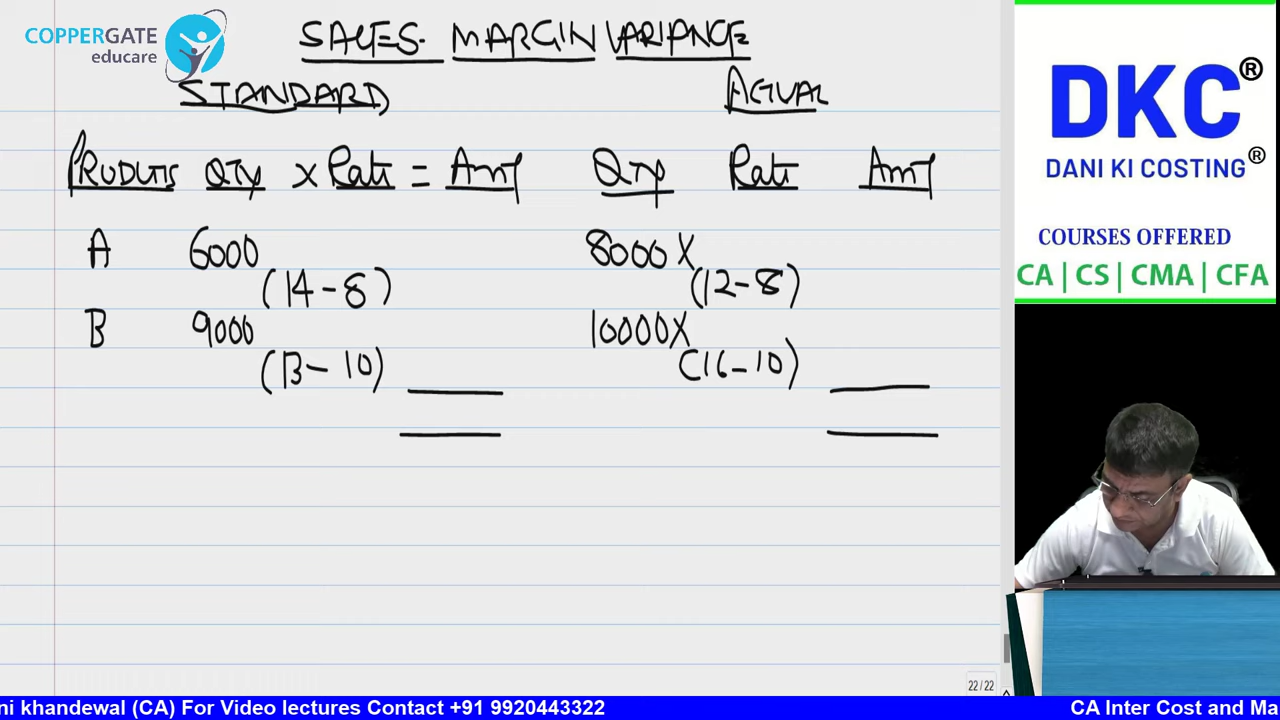 COPPERGATE
educare
SALES MARGIN VARIANCE
STANDARD ACTUAL
PRODUCTS QTY X Rate = Amt QTY Rate Amt
A 6000 (14-8) 8000 X (12-8)
B 9000 (13-10) 10000 X (16-10)
22/22
DKC®
DANI KI COSTING®
COURSES OFFERED
CA | CS | CMA | CFA
ni khandewal (CA) For Video lectures Contact +91 9920443322 CA Inter Cost and Ma